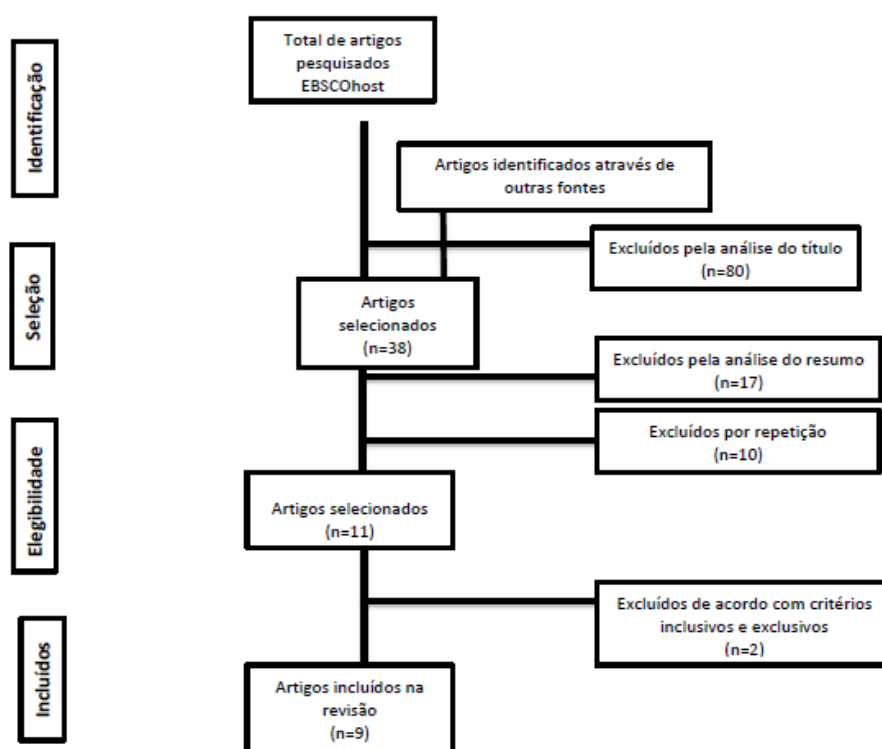 Identificação
Total de artigos
pesquisados
EBSCOhost
Artigos identificados através de
outras fontes
Excluídos pela análise do título
(n=80)
Seleção
Artigos
selecionados
(n=38)
Excluídos pela análise do resumo
(n=17)
Excluídos por repetição
(n=10)
Elegibilidade
Artigos selecionados
(n=11)
Excluídos de acordo com critérios
inclusivos e exclusivos
(n=2)
Incluídos
Artigos incluídos na
revisão
(n=9)